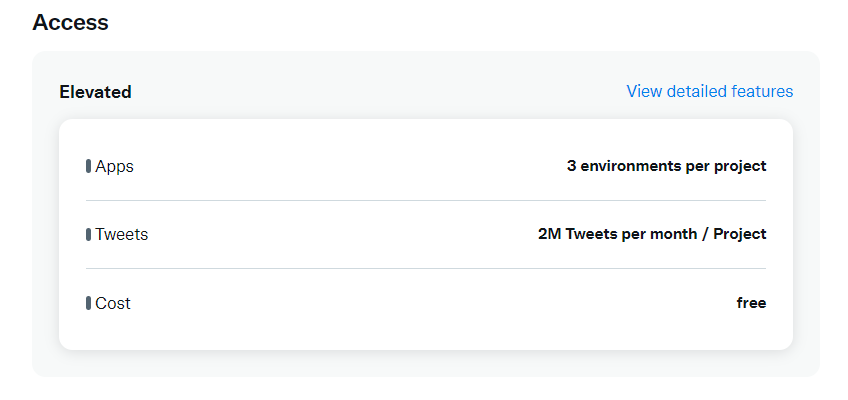 Access
Elevated
View detailed features
Apps
3 environments per project
Tweets
2M Tweets per month / Project
Cost
free